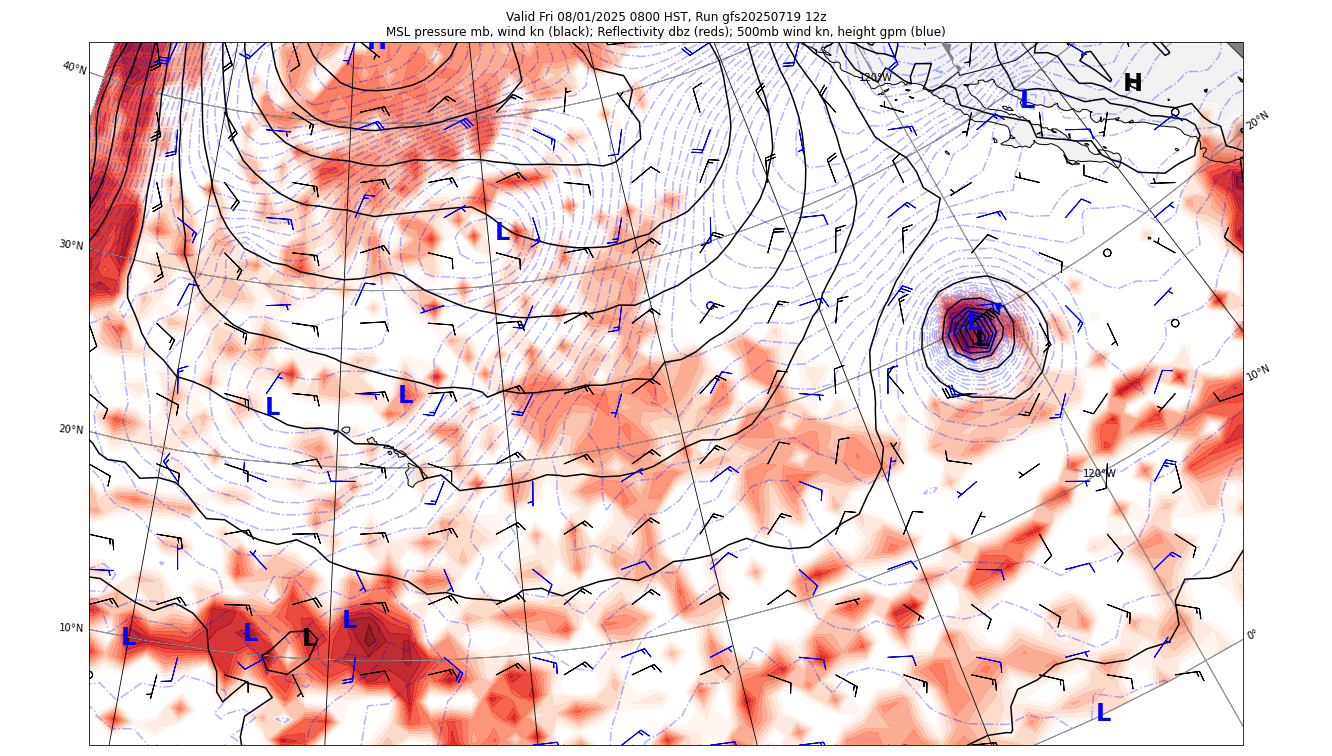 Valid Fri 08/01/2025 0800 HST, Run gfs20250719 12z
MSL pressure mb, wind kn (black); Reflectivity dbz (reds); 500mb wind kn, height gpm (blue)
H
40°N
120°W
H
L
20°N
30°N
L
L
L
10°N
L
L
20°N
120°W
10°N
L
L
L
L
0°
L